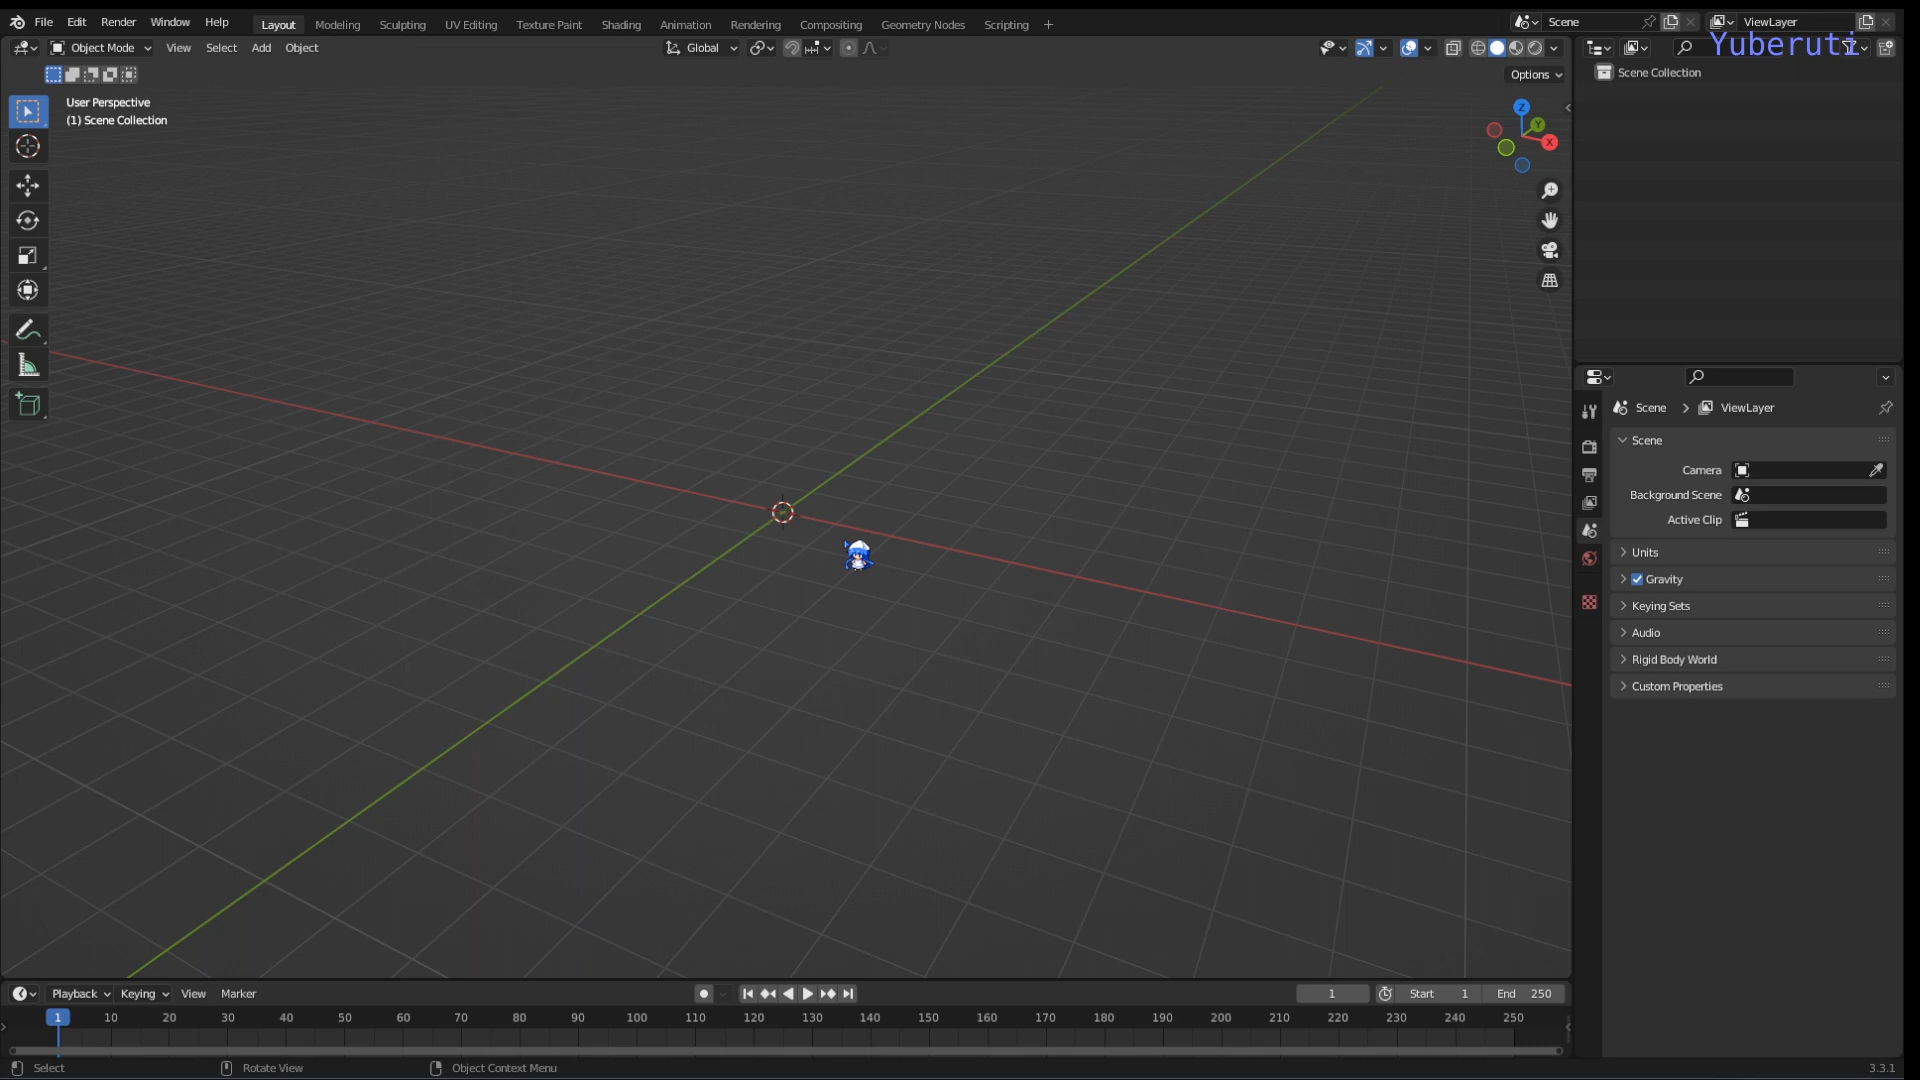 File Edit Render Window Help Layout Modeling Sculpting UV Editing Texture Paint Shading Animation Rendering Compositing Geometry Nodes Scripting + Scene ViewLayer
Yuberuti
Object Mode View Select Add Object Global
Options
Scene Collection
User Perspective
(1) Scene Collection
Z
Y
X
Scene > ViewLayer
Scene
Camera
Background Scene
Active Clip
Units
Gravity
Keying Sets
Audio
Rigid Body World
Custom Properties
Playback Keying View Marker 1 Start 1 End 250
1 10 20 30 40 50 60 70 80 90 100 110 120 130 140 150 160 170 180 190 200 210 220 230 240 250
Select Rotate View Object Context Menu 3.3.1